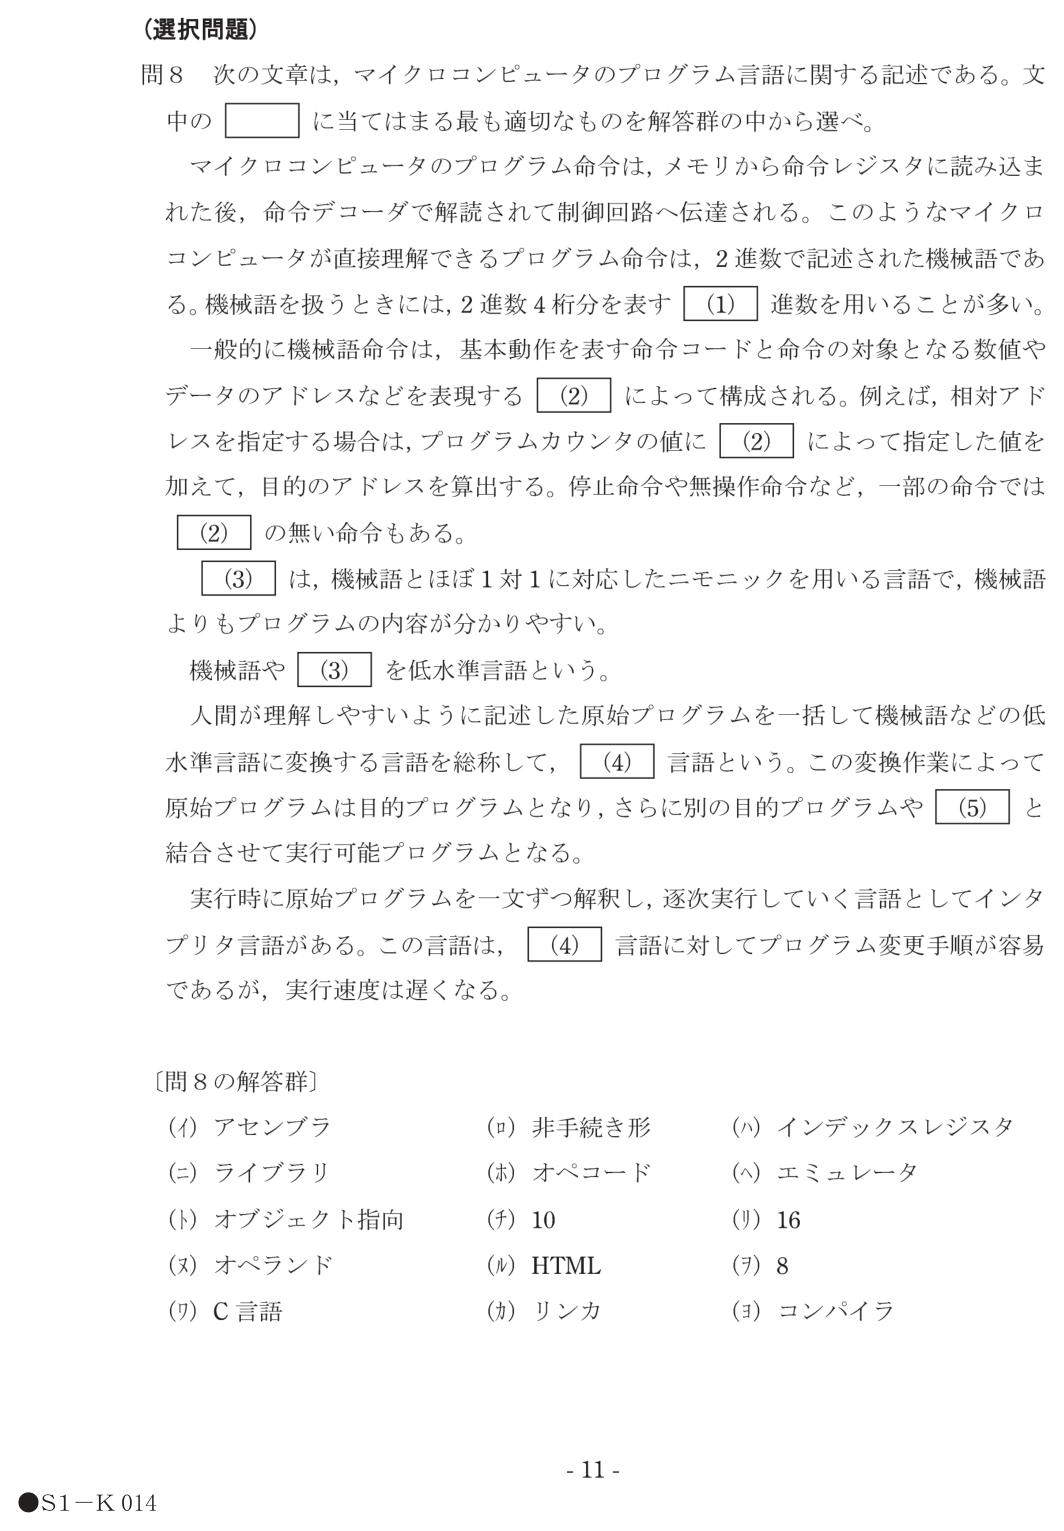 （選択問題）
問８　次の文章は，マイクロコンピュータのプログラム言語に関する記述である。文
中の　　　に当てはまる最も適切なものを解答群の中から選べ。
マイクロコンピュータのプログラム命令は，メモリから命令レジスタに読み込ま
れた後，命令デコーダで解読されて制御回路へ伝達される。このようなマイクロ
コンピュータが直接理解できるプログラム命令は，2 進数で記述された機械語であ
る。機械語を扱うときには，2 進数 4 桁分を表す （1） 進数を用いることが多い。
一般的に機械語命令は，基本動作を表す命令コードと命令の対象となる数値や
データのアドレスなどを表現する （2） によって構成される。例えば，相対アド
レスを指定する場合は，プログラムカウンタの値に （2） によって指定した値を
加えて，目的のアドレスを算出する。停止命令や無操作命令など，一部の命令では
（2） の無い命令もある。
（3） は，機械語とほぼ 1 対 1 に対応したニモニックを用いる言語で，機械語
よりもプログラムの内容が分かりやすい。
機械語や （3） を低水準言語という。
人間が理解しやすいように記述した原始プログラムを一括して機械語などの低
水準言語に変換する言語を総称して， （4） 言語という。この変換作業によって
原始プログラムは目的プログラムとなり，さらに別の目的プログラムや （5） と
結合させて実行可能プログラムとなる。
実行時に原始プログラムを一文ずつ解釈し，逐次実行していく言語としてインタ
プリタ言語がある。この言語は， （4） 言語に対してプログラム変更手順が容易
であるが，実行速度は遅くなる。
〔問８の解答群〕
（ｲ） アセンブラ　（ﾛ） 非手続き形　（ﾊ） インデックスレジスタ
（ﾆ） ライブラリ　（ﾎ） オペコード　（ﾍ） エミュレータ
（ﾄ） オブジェクト指向　（ﾁ） 10　（ﾘ） 16
（ﾇ） オペランド　（ﾙ） HTML　（ｦ） 8
（ﾜ） C 言語　（ｶ） リンカ　（ﾖ） コンパイラ
- 11 -
●S1－K 014